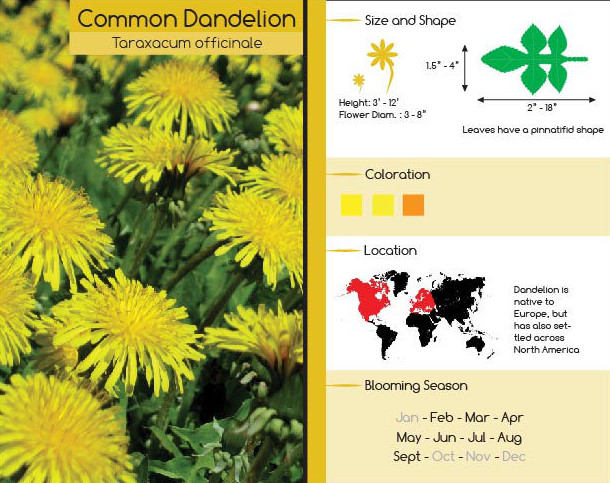 Common Dandelion
Taraxacum officinale
Size and Shape
1.5" - 4"
Height: 3' - 12'
Flower Diam. : 3 - 8"
2" - 18"
Leaves have a pinnatifid shape
Coloration
Location
Dandelion is
native to
Europe, but
has also set-
tled across
North America
Blooming Season
Jan - Feb - Mar - Apr
May - Jun - Jul - Aug
Sept - Oct - Nov - Dec